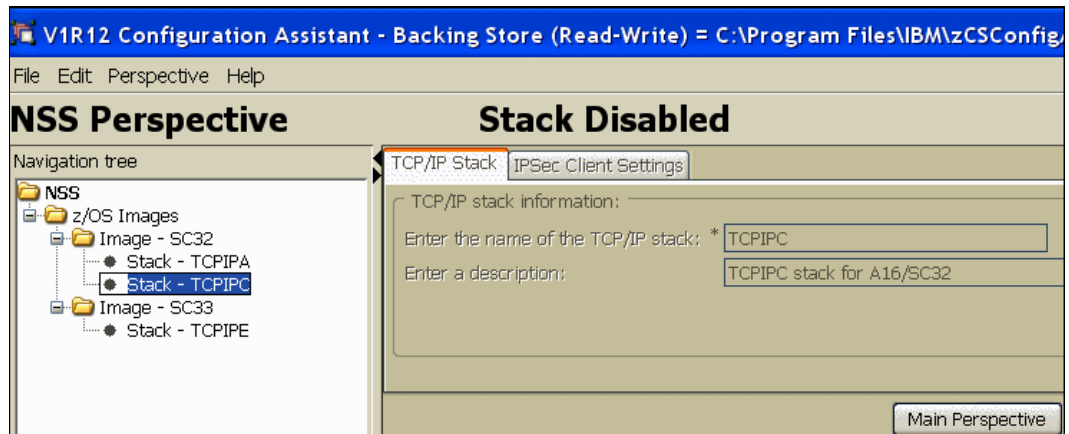 V1R12 Configuration Assistant - Backing Store (Read-Write) = C:\Program Files\IBM\zCSConfig/
File Edit Perspective Help
NSS Perspective
Stack Disabled
Navigation tree
NSS
z/OS Images
Image - SC32
Stack - TCPIPA
Stack - TCPIPC
Image - SC33
Stack - TCPIPE
TCP/IP Stack
IPSec Client Settings
TCP/IP stack information:
Enter the name of the TCP/IP stack: * TCPIPC
Enter a description: TCPIPC stack for A16/SC32
Main Perspective